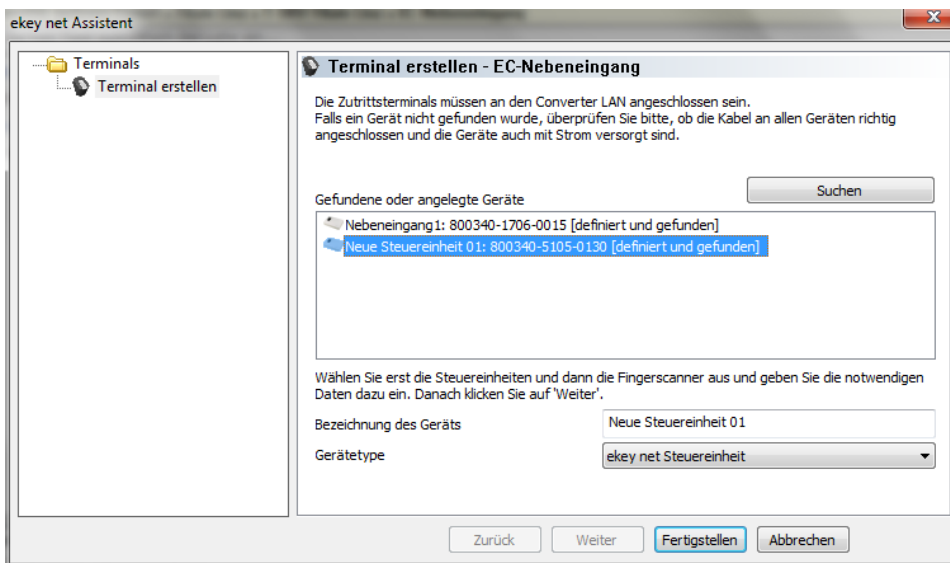 ekey net Assistent
Terminals
Terminal erstellen
Terminal erstellen - EC-Nebeneingang
Die Zutrittsterminals müssen an den Converter LAN angeschlossen sein.
Falls ein Gerät nicht gefunden wurde, überprüfen Sie bitte, ob die Kabel an allen Geräten richtig
angeschlossen und die Geräte auch mit Strom versorgt sind.
Suchen
Gefundene oder angelegte Geräte
Nebeneingang1: 800340-1706-0015 [definiert und gefunden]
Neue Steuereinheit 01: 800340-5105-0130 [definiert und gefunden]
Wählen Sie erst die Steuereinheiten und dann die Fingerscanner aus und geben Sie die notwendigen
Daten dazu ein. Danach klicken Sie auf 'Weiter'.
Bezeichnung des Geräts
Neue Steuereinheit 01
Gerätetype
ekey net Steuereinheit
Zurück
Weiter
Fertigstellen
Abbrechen